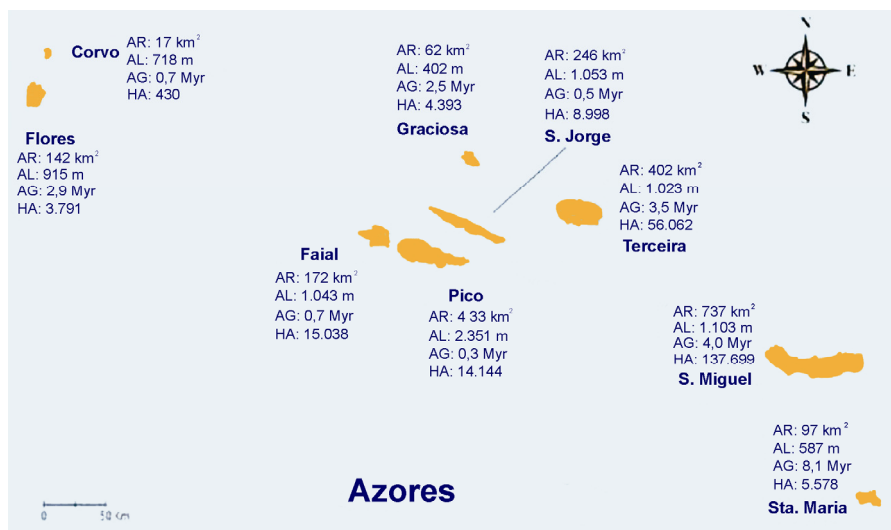 Corvo
AR: 17 km²
AL: 718 m
AG: 0,7 Myr
HA: 430
Flores
AR: 142 km²
AL: 915 m
AG: 2,9 Myr
HA: 3.791
AR: 62 km²
AL: 402 m
AG: 2,5 Myr
HA: 4.393
Graciosa
AR: 246 km²
AL: 1.053 m
AG: 0,5 Myr
HA: 8.998
S. Jorge
N
W
E
S
AR: 402 km²
AL: 1.023 m
AG: 3,5 Myr
HA: 56.062
Terceira
Faial
AR: 172 km²
AL: 1.043 m
AG: 0,7 Myr
HA: 15.038
Pico
AR: 4 33 km²
AL: 2.351 m
AG: 0,3 Myr
HA: 14.144
AR: 737 km²
AL: 1.103 m
AG: 4,0 Myr
HA: 137.699
S. Miguel
AR: 97 km²
AL: 587 m
AG: 8,1 Myr
HA: 5.578
Sta. Maria
Azores
0 50 km